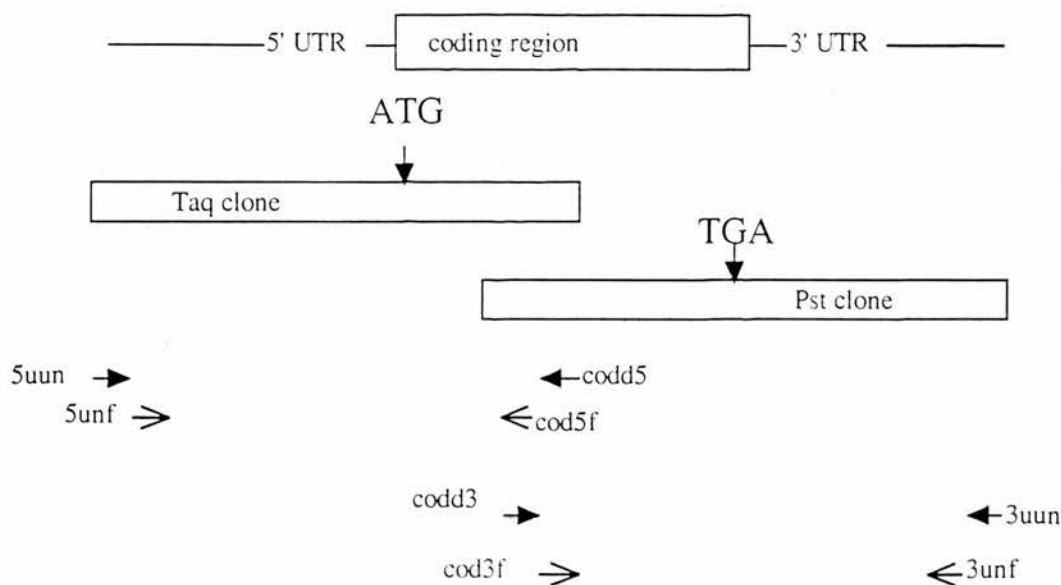 5' UTR coding region 3' UTR
ATG
Taq clone
TGA
Pst clone
5uun codd5
5unf cod5f
codd3 3uun
cod3f 3unf